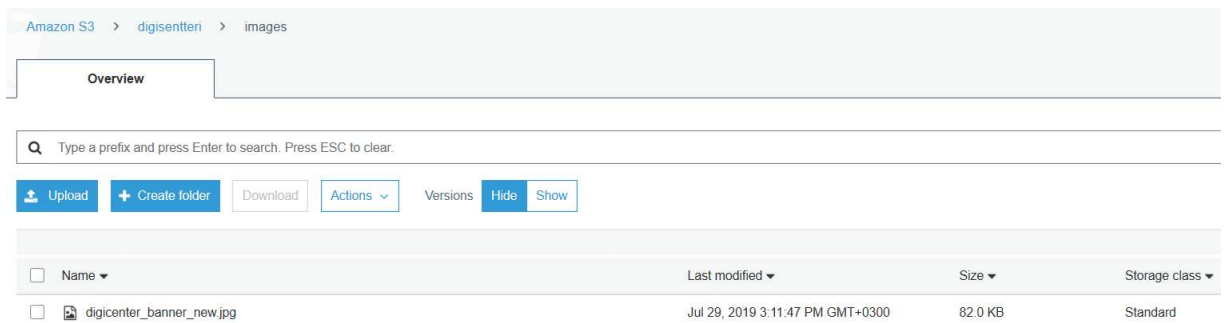 Amazon S3 > digisentteri > images
Overview
Type a prefix and press Enter to search. Press ESC to clear.
Upload + Create folder Download Actions Versions Hide Show
Name Last modified Size Storage class
digicenter_banner_new.jpg Jul 29, 2019 3:11:47 PM GMT+0300 82.0 KB Standard